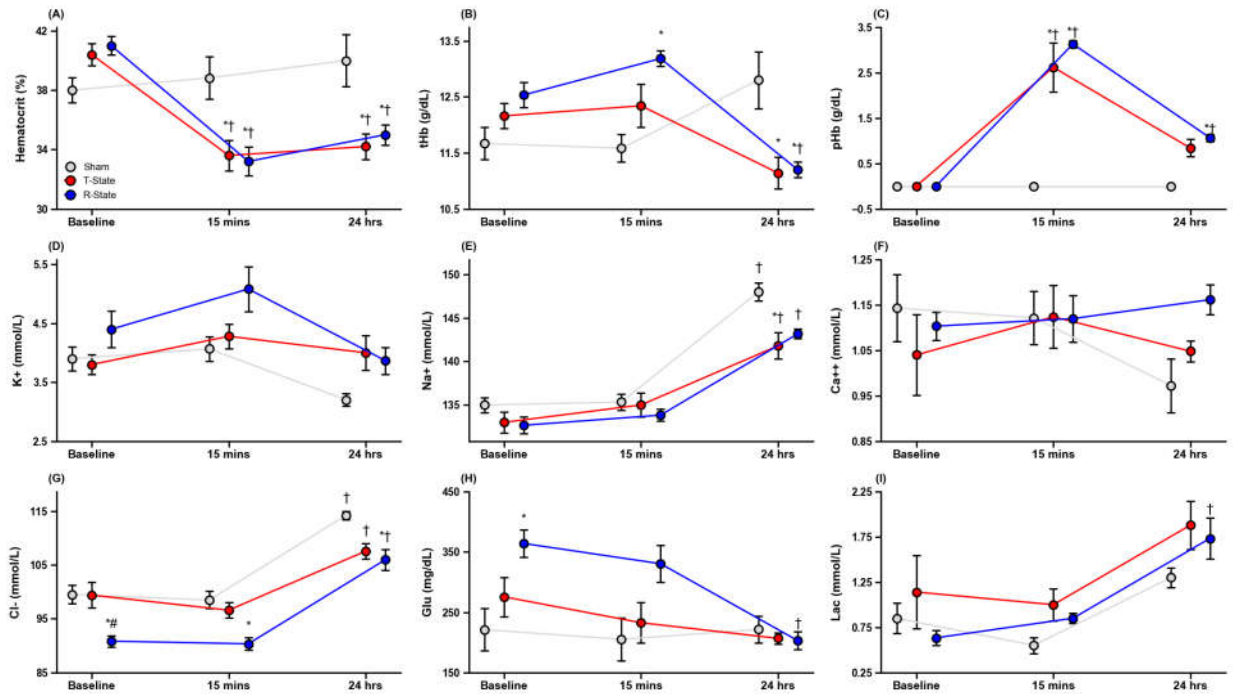 (A)
Hematocrit (%)
42
38
34
30
*†
*†
*†
*†
Sham
T-State
R-State
Baseline
15 mins
24 hrs
(B)
tHb (g/dL)
13.5
12.5
11.5
10.5
*
*
*†
Baseline
15 mins
24 hrs
(C)
pHb (g/dL)
3.5
2.5
1.5
0.5
–0.5
*†
*†
*†
Baseline
15 mins
24 hrs
(D)
K+ (mmol/L)
5.5
4.5
3.5
2.5
Baseline
15 mins
24 hrs
(E)
Na+ (mmol/L)
150
142
135
†
*†
†
Baseline
15 mins
24 hrs
(F)
Ca++ (mmol/L)
1.25
1.15
1.05
0.95
0.85
Baseline
15 mins
24 hrs
(G)
Cl- (mmol/L)
115
105
95
85
*#
*
†
†
*†
Baseline
15 mins
24 hrs
(H)
Glu (mg/dL)
450
350
250
150
*
†
Baseline
15 mins
24 hrs
(I)
Lac (mmol/L)
2.25
1.75
1.25
0.75
0.25
†
Baseline
15 mins
24 hrs